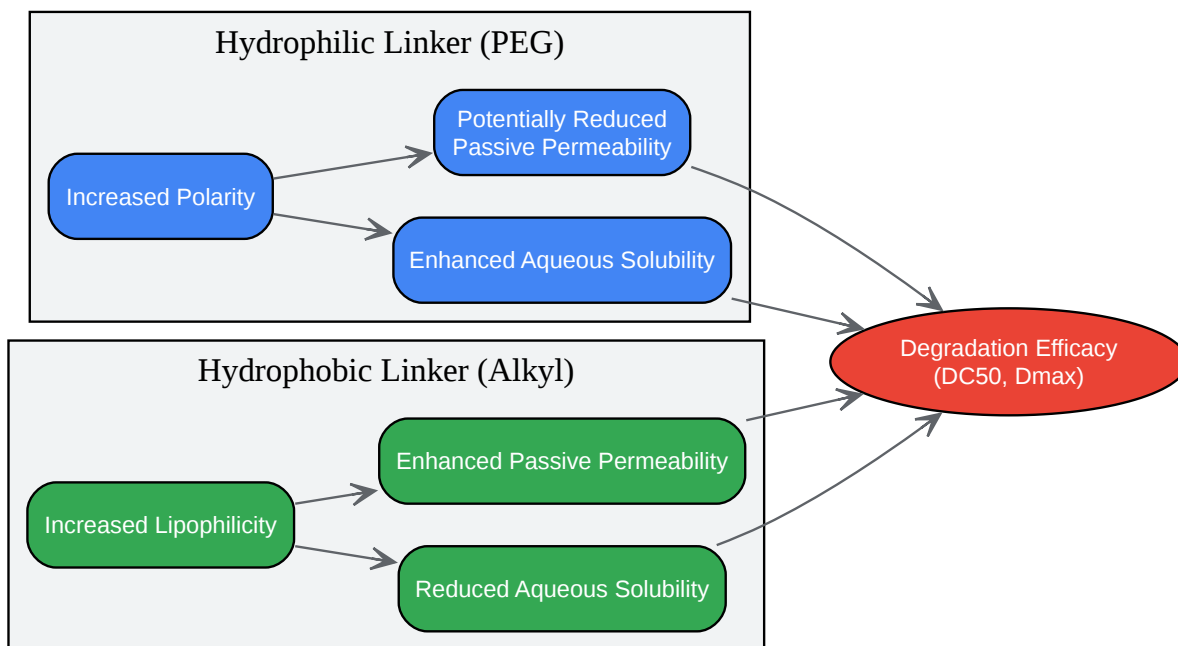 Hydrophilic Linker (PEG)
Increased Polarity
Potentially Reduced
Passive Permeability
Enhanced Aqueous Solubility
Hydrophobic Linker (Alkyl)
Increased Lipophilicity
Enhanced Passive Permeability
Reduced Aqueous Solubility
Degradation Efficacy
(DC50, Dmax)